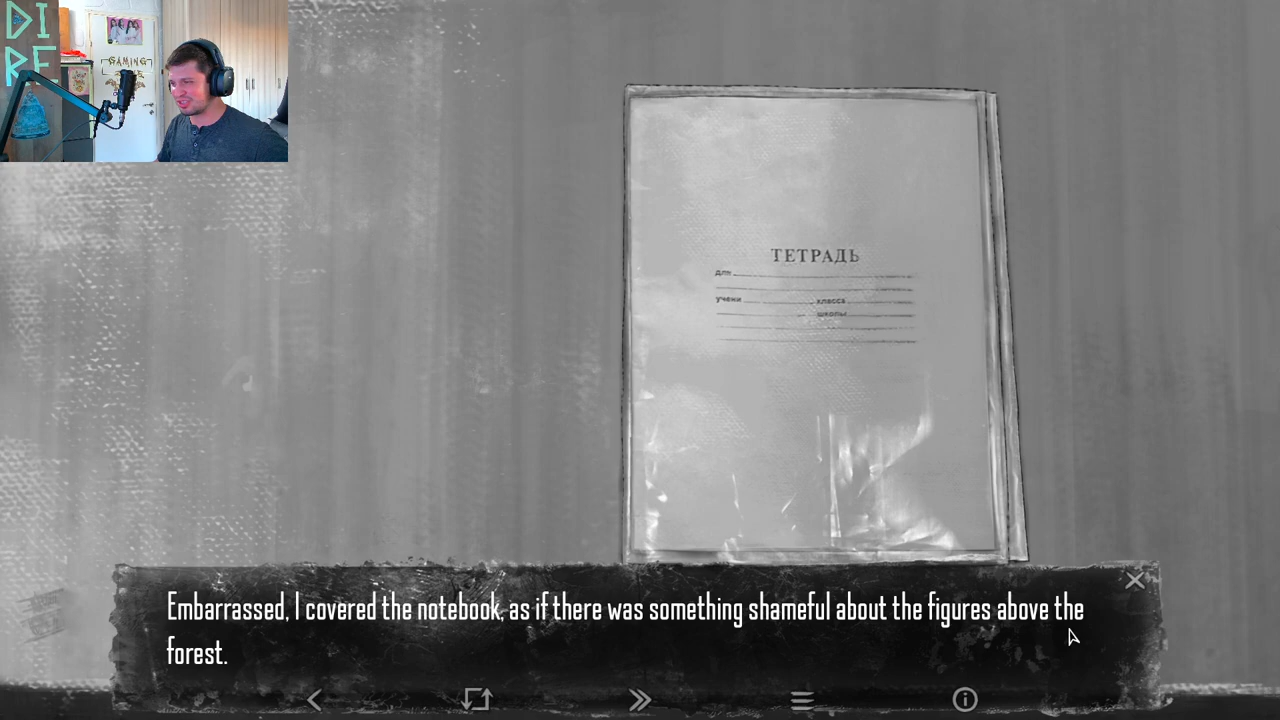 DI
RE
GAMING
ТЕТРАДЬ
для
учени класса
школы
Embarrassed, I covered the notebook, as if there was something shameful about the figures above the
forest.